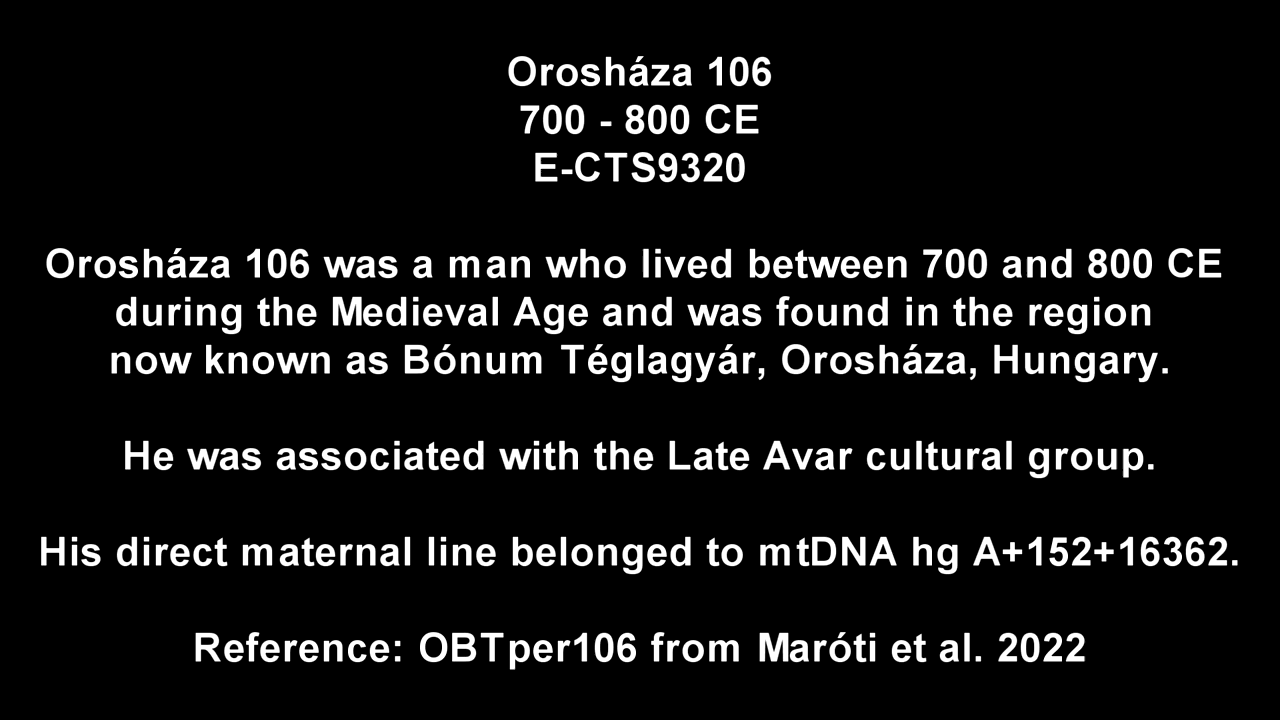 Orosháza 106
700 - 800 CE
E-CTS9320
Orosháza 106 was a man who lived between 700 and 800 CE
during the Medieval Age and was found in the region
now known as Bónum Téglagyár, Orosháza, Hungary.
He was associated with the Late Avar cultural group.
His direct maternal line belonged to mtDNA hg A+152+16362.
Reference: OBTper106 from Maróti et al. 2022